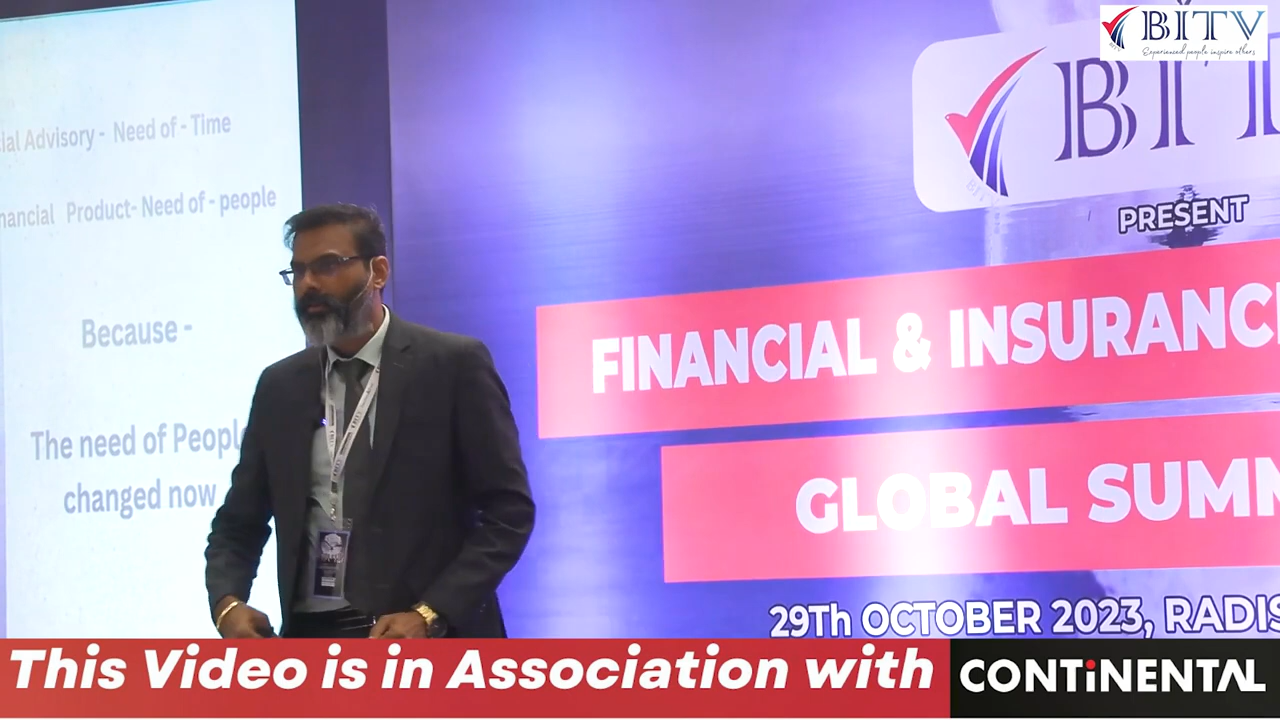 BITV
Experienced people inspire others
cial Advisory - Need of - Time
nancial Product- Need of - people
Because -
The need of Peopl
changed now
BIT
PRESENT
FINANCIAL & INSURANC
GLOBAL SUMM
29Th OCTOBER 2023, RADIS
This Video is in Association with
CONTiNENTAL